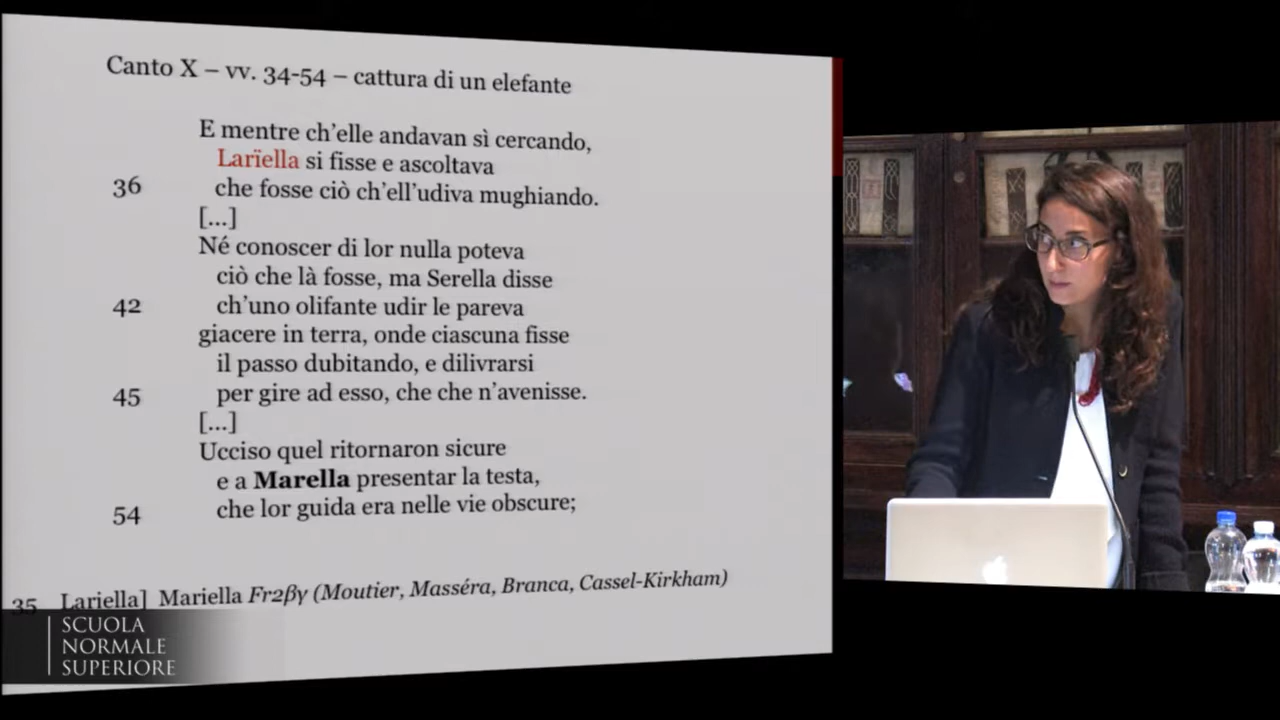 Canto X – vv. 34-54 – cattura di un elefante
E mentre ch'elle andavan sì cercando,
Larïella si fisse e ascoltava
36 che fosse ciò ch'ell'udiva mughiando.
[...]
Né conoscer di lor nulla poteva
ciò che là fosse, ma Serella disse
42 ch'uno olifante udir le pareva
giacere in terra, onde ciascuna fisse
il passo dubitando, e dilivrarsi
45 per gire ad esso, che che n'avenisse.
[...]
Ucciso quel ritornaron sicure
e a Marella presentar la testa,
54 che lor guida era nelle vie obscure;
35 Lariella] Mariella Fr2βγ (Moutier, Masséra, Branca, Cassel-Kirkham)
SCUOLA
NORMALE
SUPERIORE